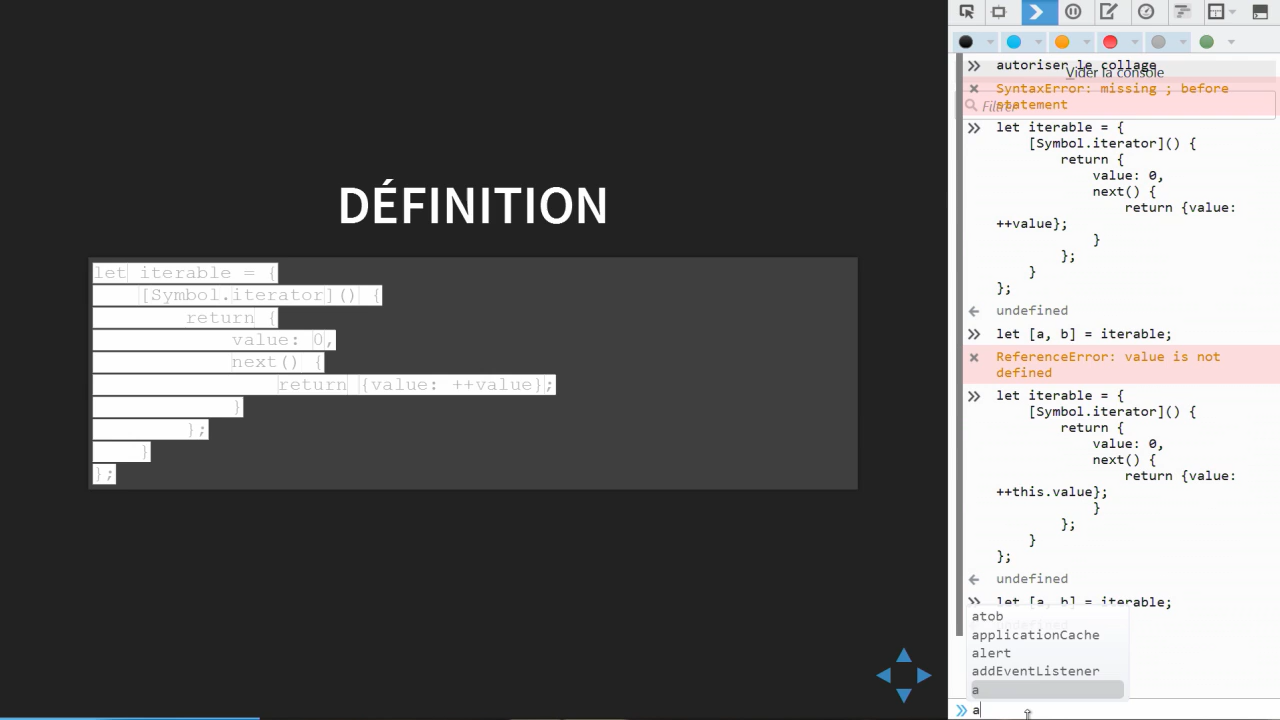 DÉFINITION
let iterable = {
[Symbol.iterator]() {
return {
value: 0,
next() {
return {value: ++value};
}
};
}
};
autoriser le collage
Vider la console
SyntaxError: missing ; before
statement
Filtrer
let iterable = {
[Symbol.iterator]() {
return {
value: 0,
next() {
return {value:
++value};
}
};
}
};
undefined
let [a, b] = iterable;
ReferenceError: value is not
defined
let iterable = {
[Symbol.iterator]() {
return {
value: 0,
next() {
return {value:
++this.value};
}
};
}
};
undefined
let [a, b] = iterable;
undefined
atob
applicationCache
alert
addEventListener
a
a